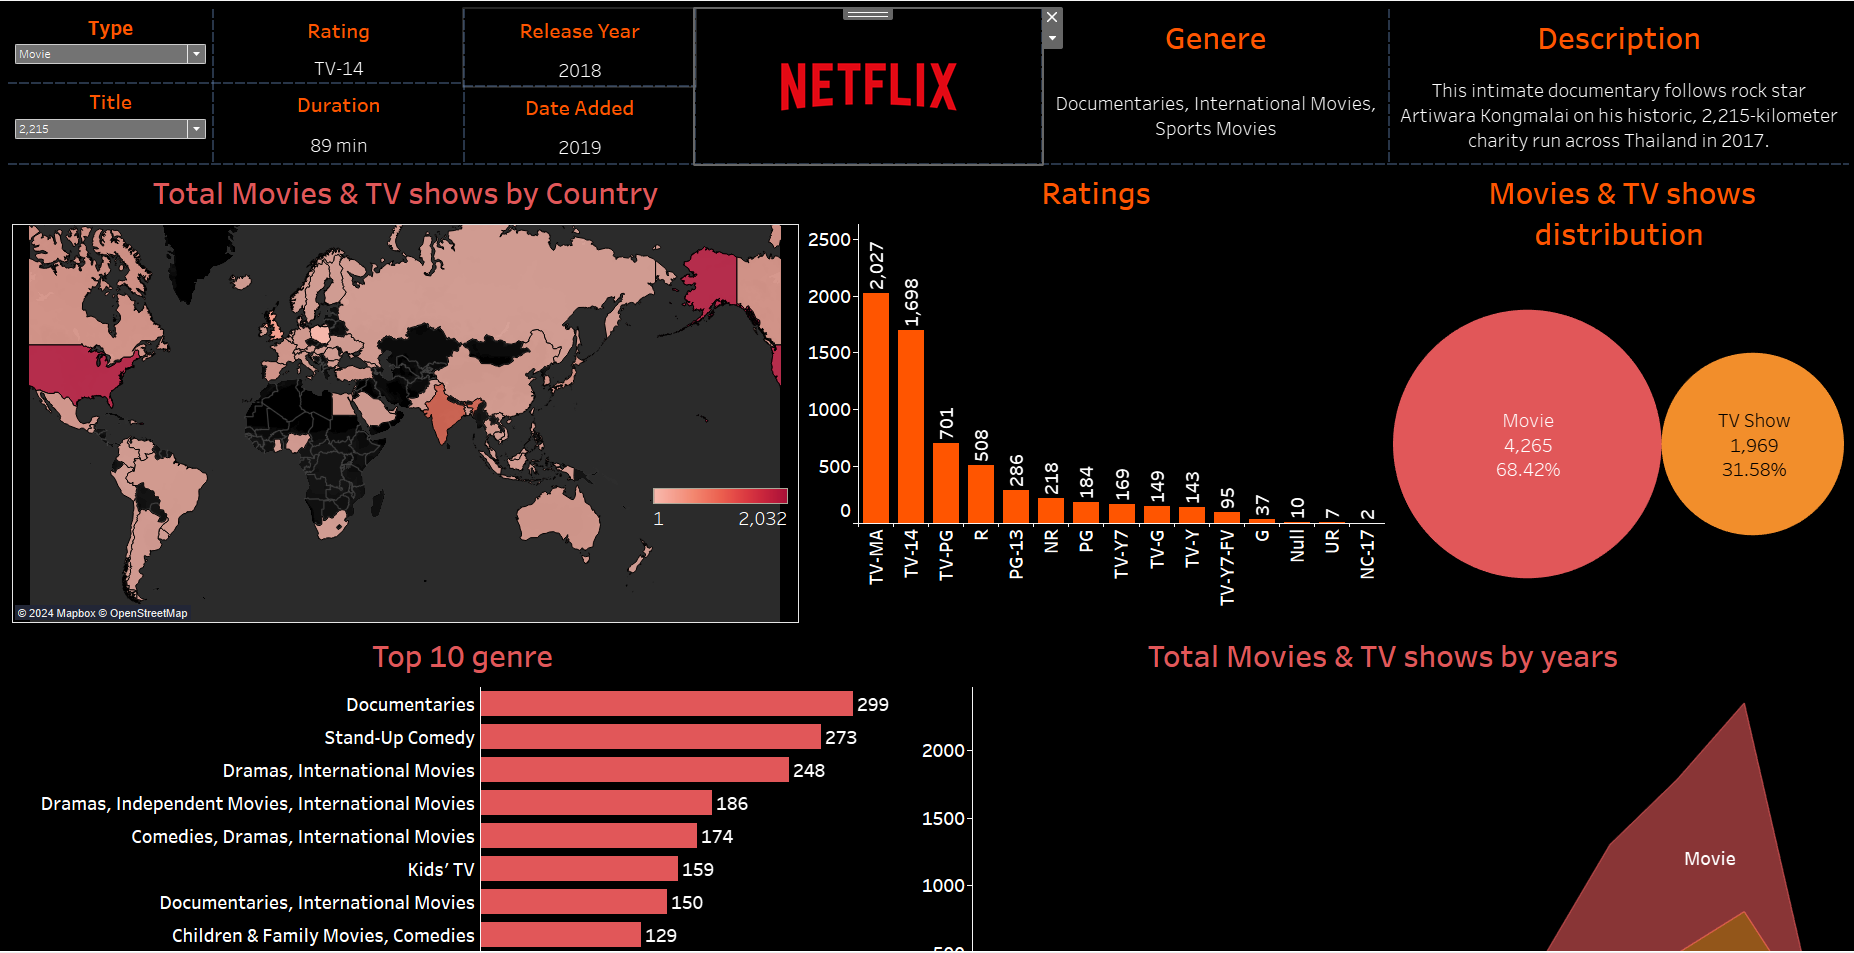 Type
Movie
Title
2,215
Rating
TV-14
Duration
89 min
Release Year
2018
Date Added
2019
NETFLIX
Genere
Documentaries, International Movies,
Sports Movies
Description
This intimate documentary follows rock star
Artiwara Kongmalai on his historic, 2,215-kilometer
charity run across Thailand in 2017.
Total Movies & TV shows by Country
1
2,032
© 2024 Mapbox © OpenStreetMap
Ratings
2500
2000
1500
1000
500
0
2,027
1,698
701
508
286
218
184
169
149
143
95
37
10
7
2
TV-MA
TV-14
TV-PG
R
PG-13
NR
PG
TV-Y7
TV-G
TV-Y
TV-Y7-FV
G
Null
UR
NC-17
Movies & TV shows
distribution
Movie
4,265
68.42%
TV Show
1,969
31.58%
Top 10 genre
Documentaries 299
Stand-Up Comedy 273
Dramas, International Movies 248
Dramas, Independent Movies, International Movies 186
Comedies, Dramas, International Movies 174
Kids’ TV 159
Documentaries, International Movies 150
Children & Family Movies, Comedies 129
Total Movies & TV shows by years
2000
1500
1000
500
Movie